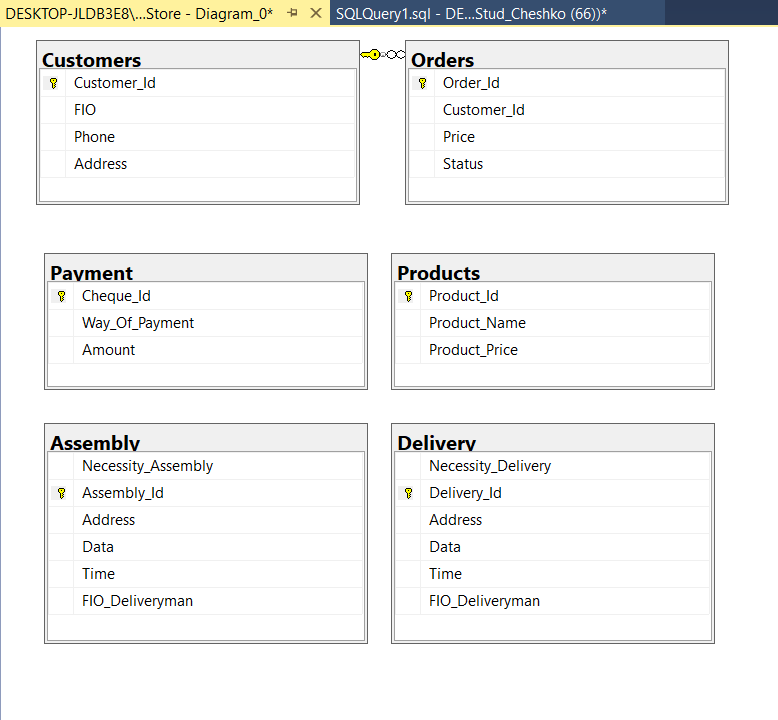 DESKTOP-JLDB3E8\...Store - Diagram_0*
SQLQuery1.sql - DE...Stud_Cheshko (66))*
Customers
Customer_Id
FIO
Phone
Address
Orders
Order_Id
Customer_Id
Price
Status
Payment
Cheque_Id
Way_Of_Payment
Amount
Products
Product_Id
Product_Name
Product_Price
Assembly
Necessity_Assembly
Assembly_Id
Address
Data
Time
FIO_Deliveryman
Delivery
Necessity_Delivery
Delivery_Id
Address
Data
Time
FIO_Deliveryman